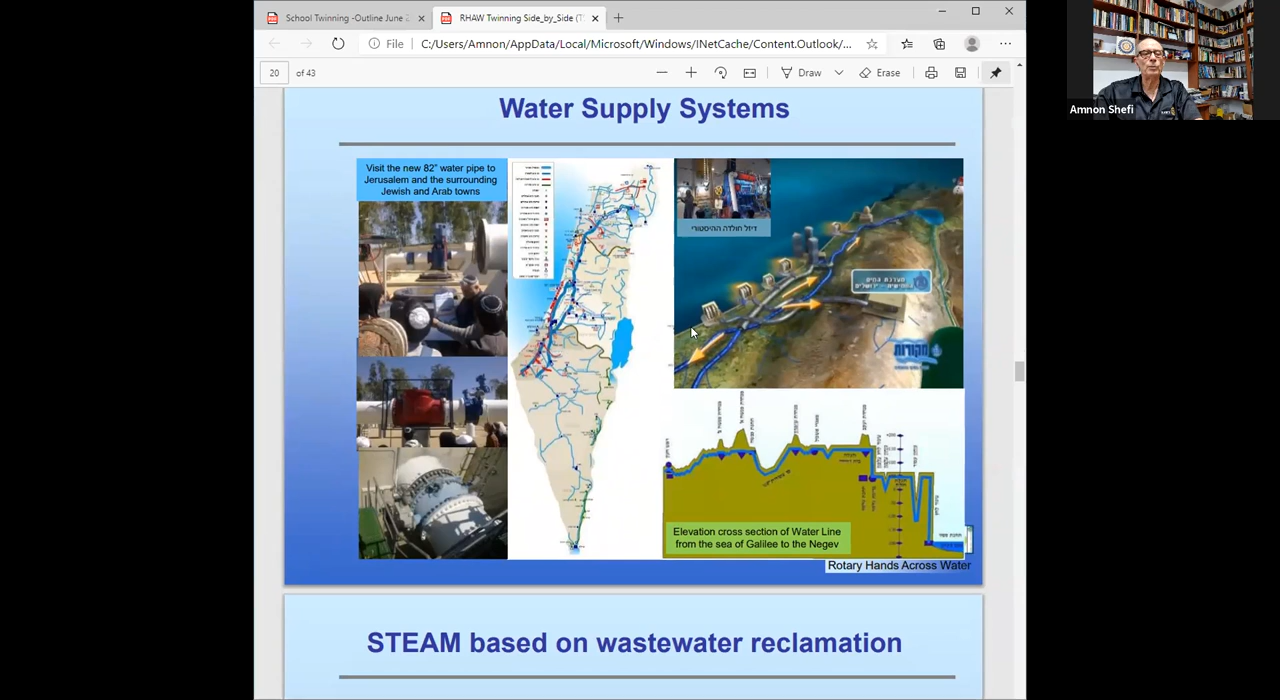 School Twinning -Outline June 2
RHAW Twinning Side_by_Side (T
File
C:/Users/Amnon/AppData/Local/Microsoft/Windows/INetCache/Content.Outlook/...
20 of 43
Draw
Erase
Amnon Shefi
Water Supply Systems
Visit the new 82" water pipe to
Jerusalem and the surrounding
Jewish and Arab towns
דיזל חולדה ההיסטורי
מקורות
Elevation cross section of Water Line
from the sea of Galilee to the Negev
Rotary Hands Across Water
STEAM based on wastewater reclamation